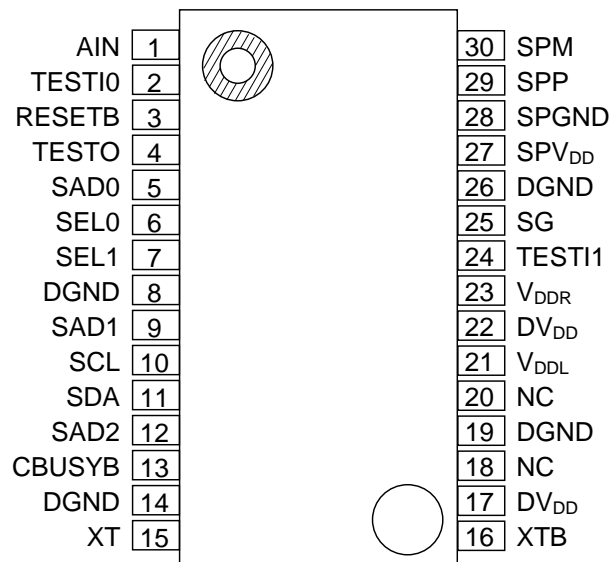 AIN 1 30 SPM
TESTI0 2 29 SPP
RESETB 3 28 SPGND
TESTO 4 27 SPVDD
SAD0 5 26 DGND
SEL0 6 25 SG
SEL1 7 24 TESTI1
DGND 8 23 VDDR
SAD1 9 22 DVDD
SCL 10 21 VDDL
SDA 11 20 NC
SAD2 12 19 DGND
CBUSYB 13 18 NC
DGND 14 17 DVDD
XT 15 16 XTB